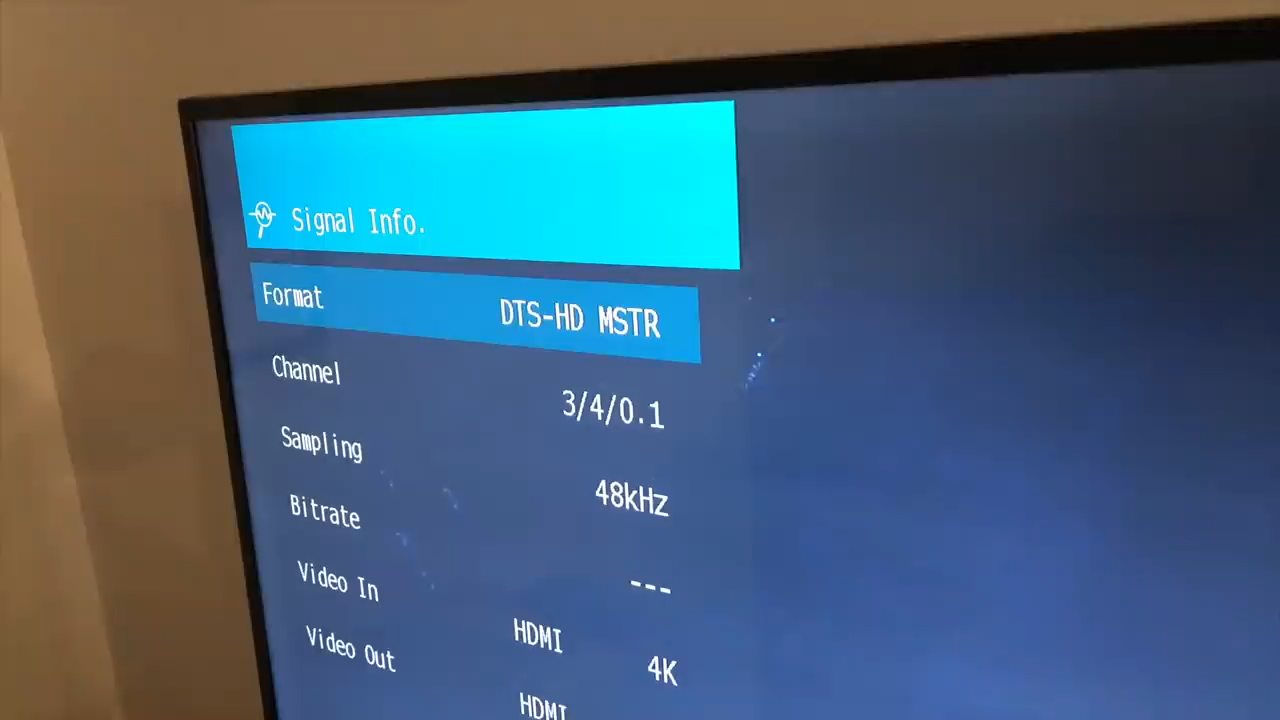 Signal Info.
Format DTS-HD MSTR
Channel 3/4/0.1
Sampling 48kHz
Bitrate ---
Video In HDMI 4K
Video Out HDMI